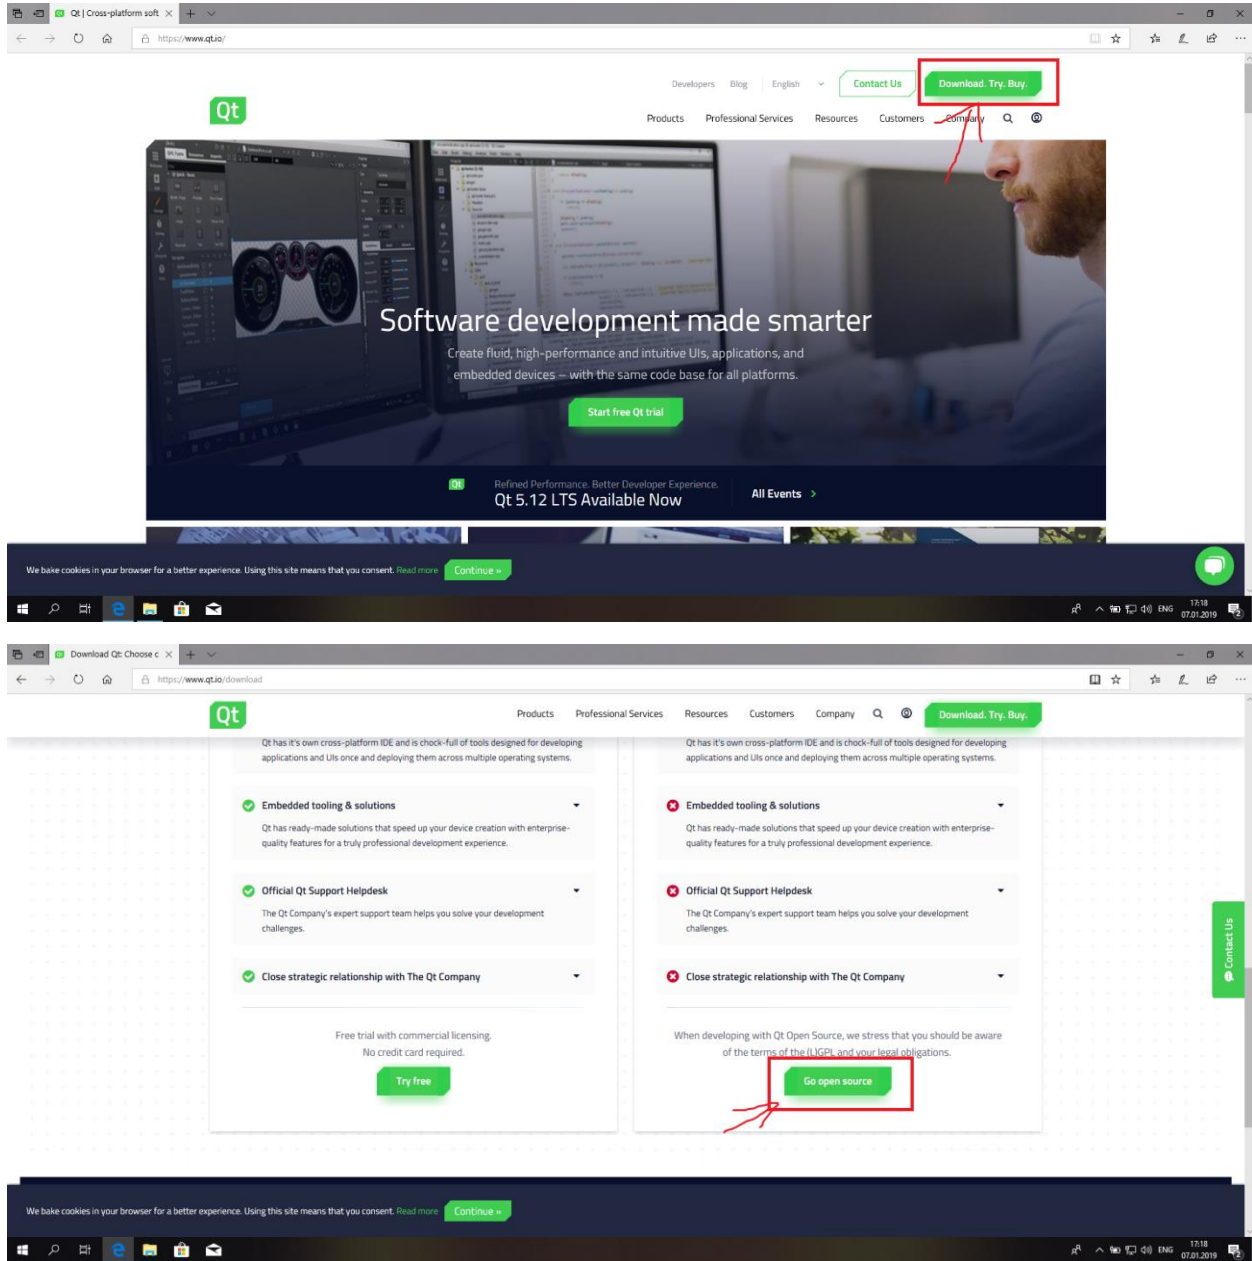 Qt | Cross-platform soft
https://www.qt.io/
Developers Blog English Contact Us Download. Try. Buy.
Qt
Products Professional Services Resources Customers Company
Software development made smarter
Create fluid, high-performance and intuitive UIs, applications, and
embedded devices – with the same code base for all platforms.
Start free Qt trial
Qt
Refined Performance. Better Developer Experience.
Qt 5.12 LTS Available Now
All Events
We bake cookies in your browser for a better experience. Using this site means that you consent. Read more Continue »
ENG 17:18
07.01.2019
Download Qt: Choose c
https://www.qt.io/download
Qt Products Professional Services Resources Customers Company Download. Try. Buy.
Qt has it's own cross-platform IDE and is chock-full of tools designed for developing
applications and UIs once and deploying them across multiple operating systems.
Embedded tooling & solutions
Qt has ready-made solutions that speed up your device creation with enterprise-
quality features for a truly professional development experience.
Official Qt Support Helpdesk
The Qt Company's expert support team helps you solve your development
challenges.
Close strategic relationship with The Qt Company
Free trial with commercial licensing.
No credit card required.
Try free
Qt has it's own cross-platform IDE and is chock-full of tools designed for developing
applications and UIs once and deploying them across multiple operating systems.
Embedded tooling & solutions
Qt has ready-made solutions that speed up your device creation with enterprise-
quality features for a truly professional development experience.
Official Qt Support Helpdesk
The Qt Company's expert support team helps you solve your development
challenges.
Close strategic relationship with The Qt Company
When developing with Qt Open Source, we stress that you should be aware
of the terms of the (L)GPL and your legal obligations.
Go open source
Contact Us
We bake cookies in your browser for a better experience. Using this site means that you consent. Read more Continue »
ENG 17:18
07.01.2019